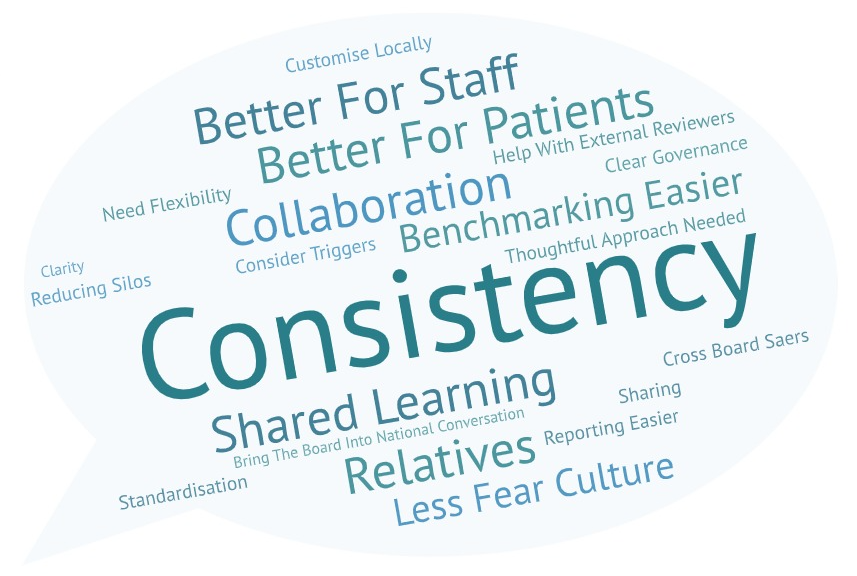 Customise Locally
Better For Staff
Better For Patients
Help With External Reviewers
Clear Governance
Need Flexibility
Collaboration
Benchmarking Easier
Consider Triggers
Thoughtful Approach Needed
Clarity
Reducing Silos
Consistency
Cross Board Saers
Shared Learning
Sharing
Bring The Board Into National Conversation
Reporting Easier
Relatives
Standardisation
Less Fear Culture